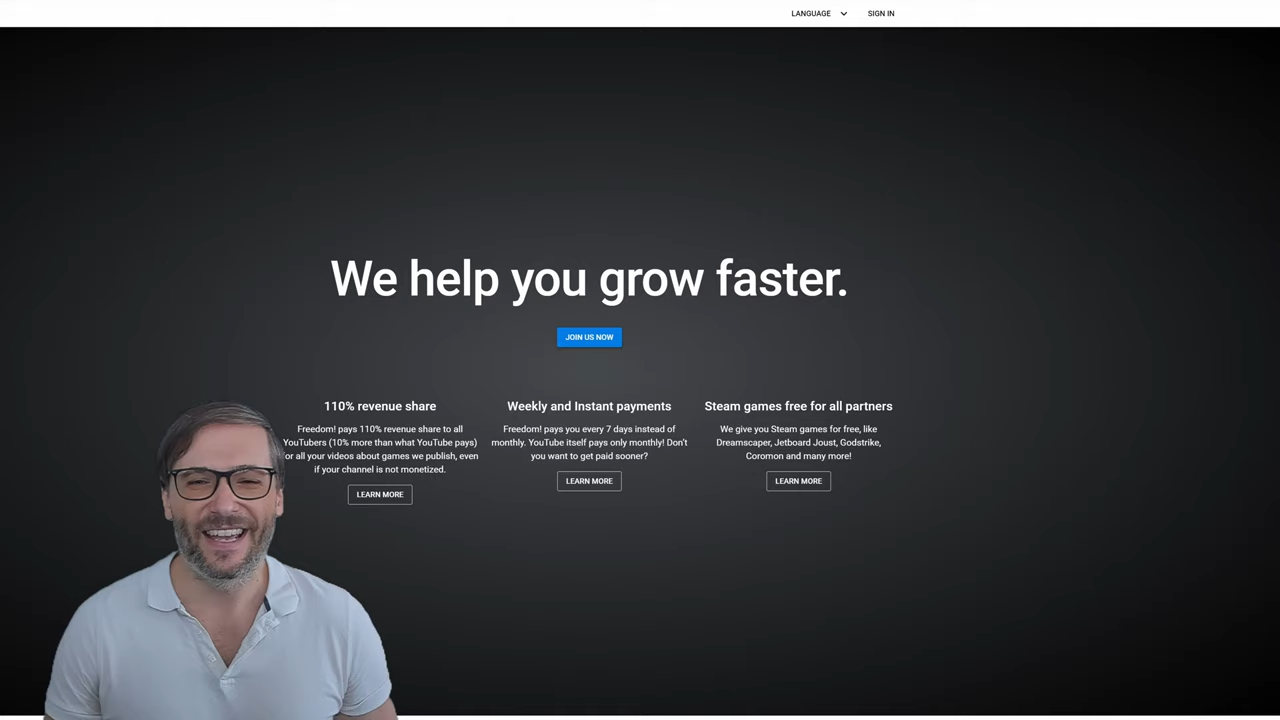 LANGUAGE
SIGN IN
We help you grow faster.
JOIN US NOW
110% revenue share
Freedom! pays 110% revenue share to all
YouTubers (10% more than what YouTube pays)
for all your videos about games we publish, even
if your channel is not monetized.
LEARN MORE
Weekly and Instant payments
Freedom! pays you every 7 days instead of
monthly. YouTube itself pays only monthly! Don't
you want to get paid sooner?
LEARN MORE
Steam games free for all partners
We give you Steam games for free, like
Dreamscaper, Jetboard Joust, Godstrike,
Coromon and many more!
LEARN MORE